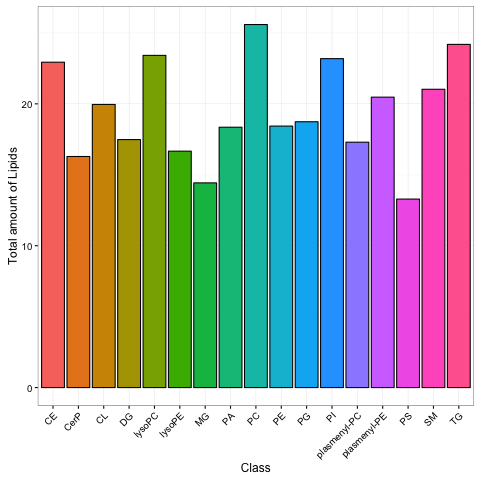 Total amount of Lipids
20
10
0
CE
CerP
CL
DG
lysoPC
lysoPE
MG
PA
PC
PE
PG
PI
plasmenyl-PC
plasmenyl-PE
PS
SM
TG
Class